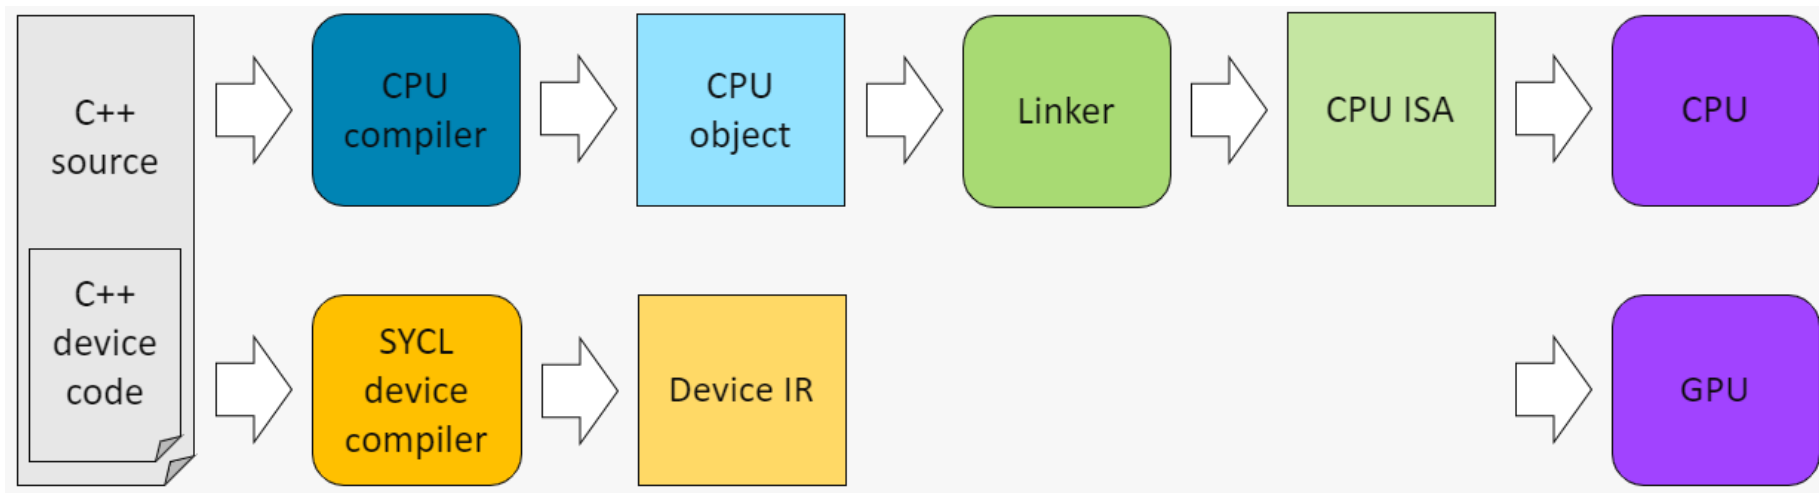 C++
source
CPU
compiler
CPU
object
Linker
CPU ISA
CPU
C++
device
code
SYCL
device
compiler
Device IR
GPU